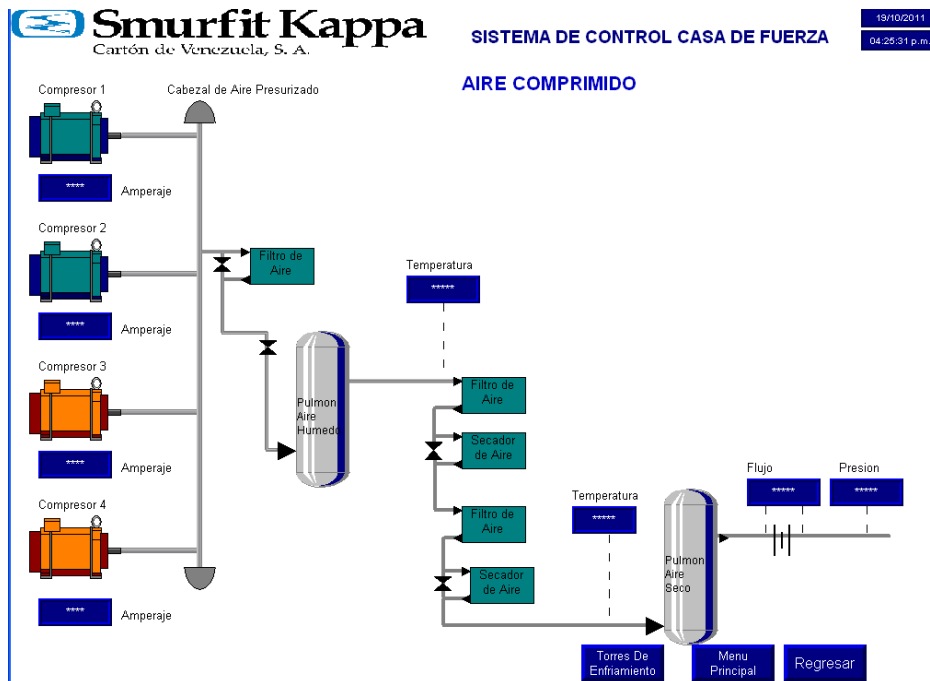 Smurfit Kappa
Cartón de Venezuela, S. A.
SISTEMA DE CONTROL CASA DE FUERZA
19/10/2011
04:25:31 p.m.
AIRE COMPRIMIDO
Compresor 1
Cabezal de Aire Presurizado
****
Amperaje
Compresor 2
****
Amperaje
Filtro de
Aire
Temperatura
*****
Compresor 3
****
Amperaje
Pulmon
Aire
Humedo
Filtro de
Aire
Secador
de Aire
Compresor 4
****
Amperaje
Filtro de
Aire
Secador
de Aire
Temperatura
*****
Flujo
*****
Presion
*****
Pulmon
Aire
Seco
Torres De
Enfriamiento
Menu
Principal
Regresar